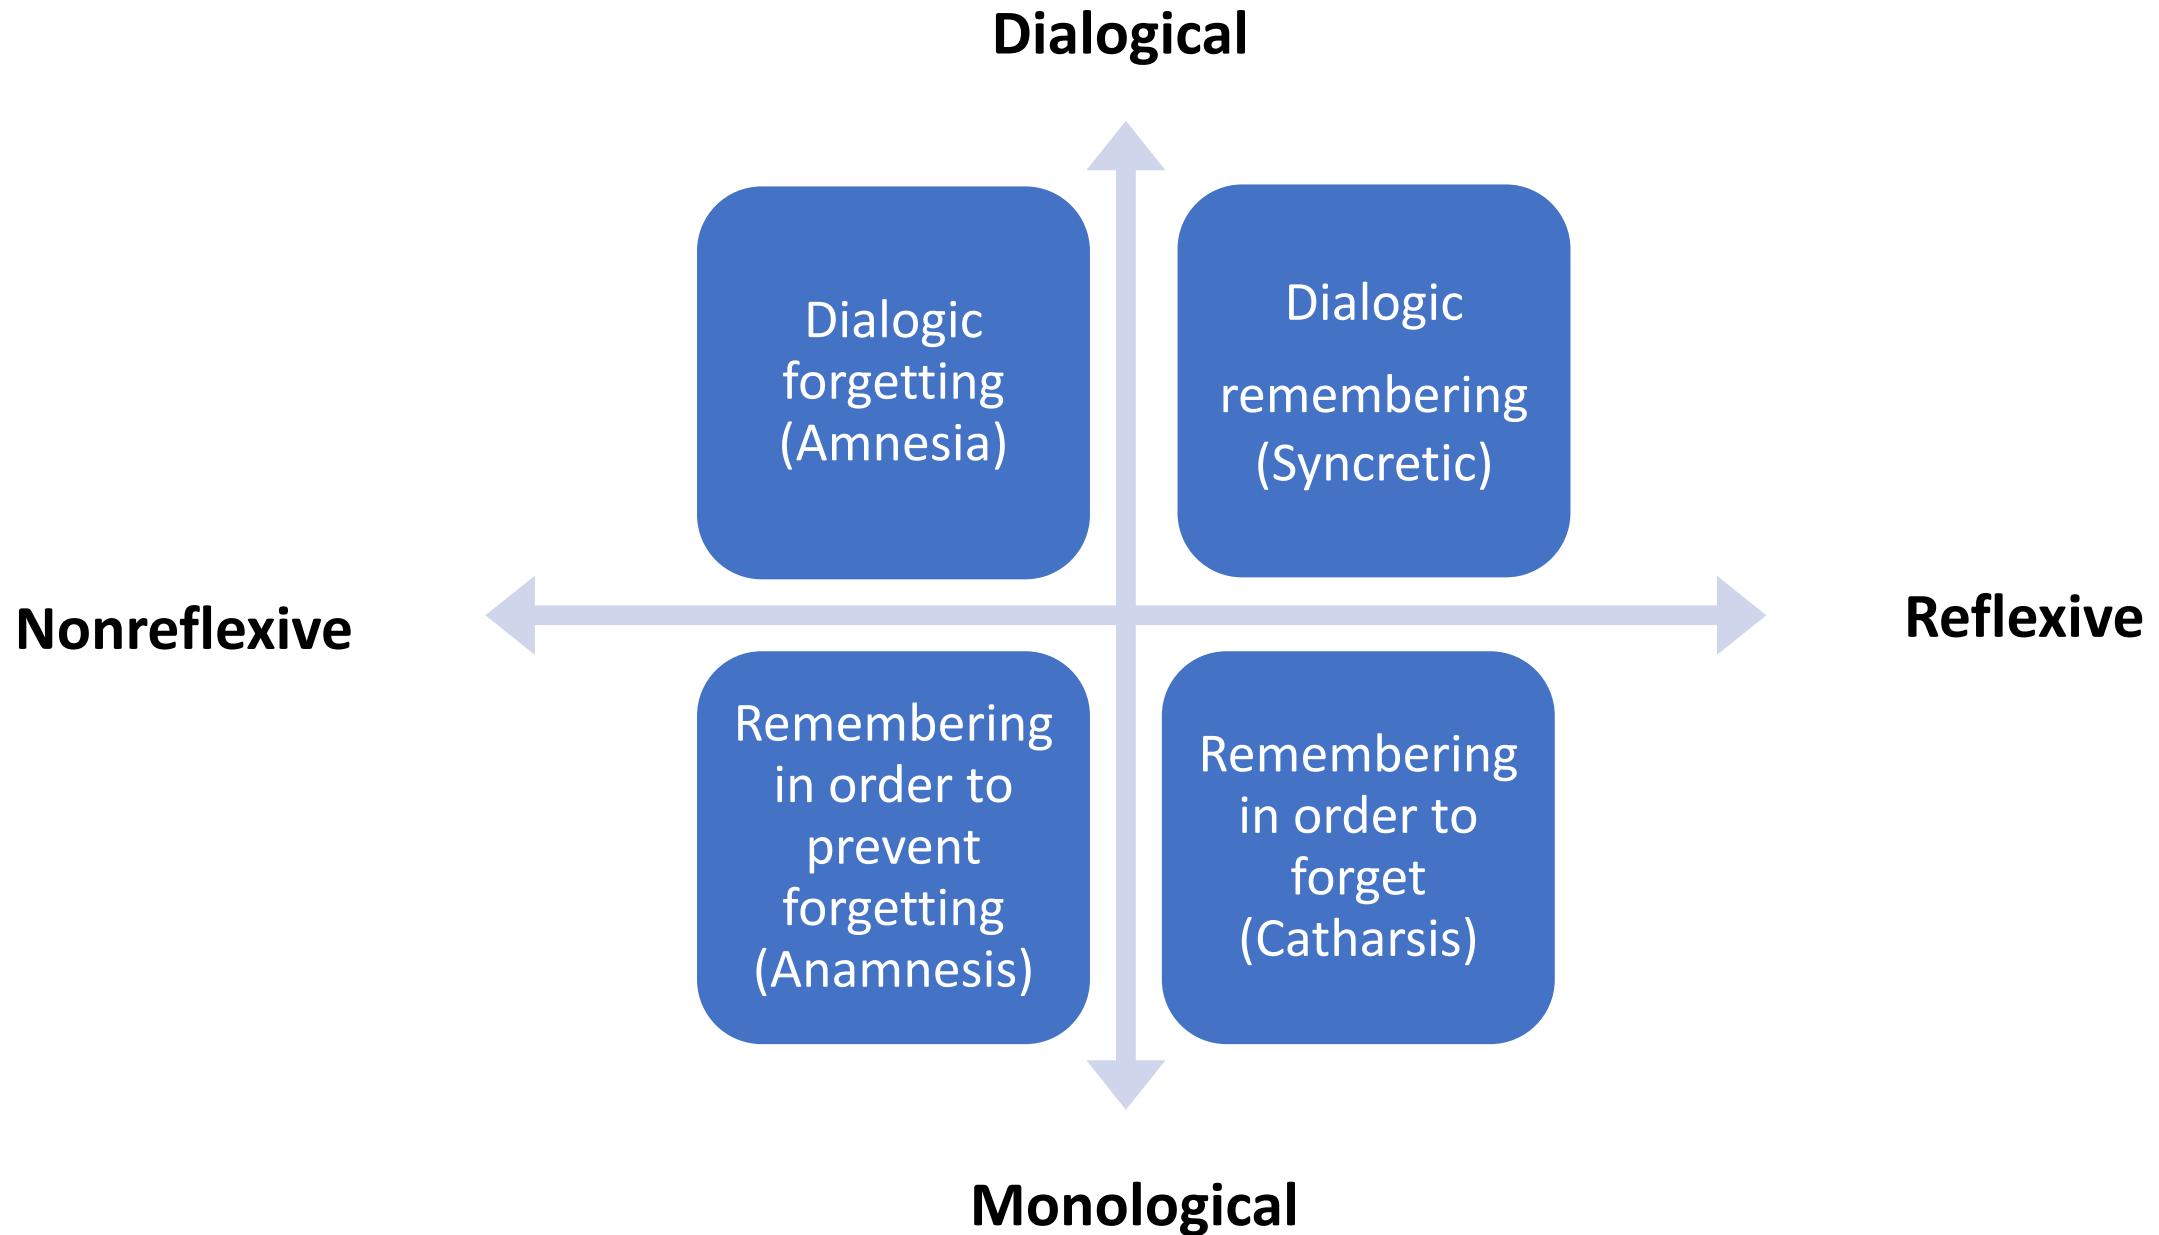 Dialogical
Dialogic
forgetting
(Amnesia)
Dialogic
remembering
(Syncretic)
Nonreflexive
Reflexive
Remembering
in order to
prevent
forgetting
(Anamnesis)
Remembering
in order to
forget
(Catharsis)
Monological